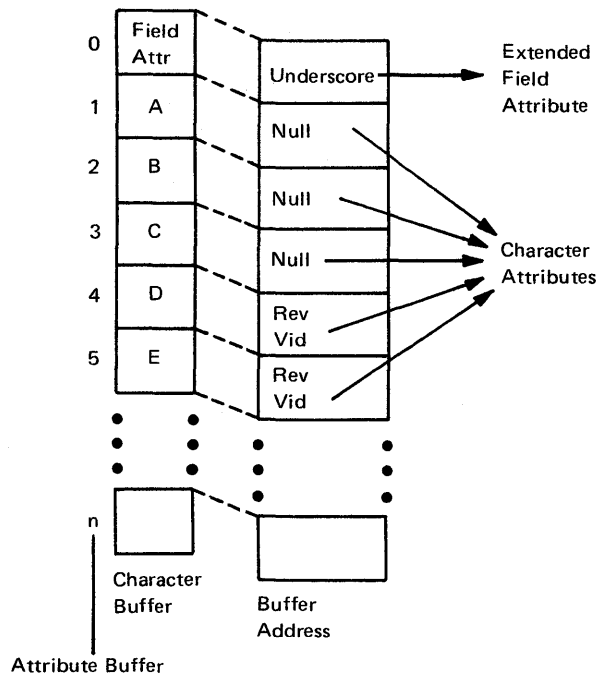 0
Field
Attr
Underscore
Extended
Field
Attribute
1
A
Null
2
B
Null
3
C
Null
Character
Attributes
4
D
Rev
Vid
5
E
Rev
Vid
n
Character
Buffer
Buffer
Address
Attribute Buffer